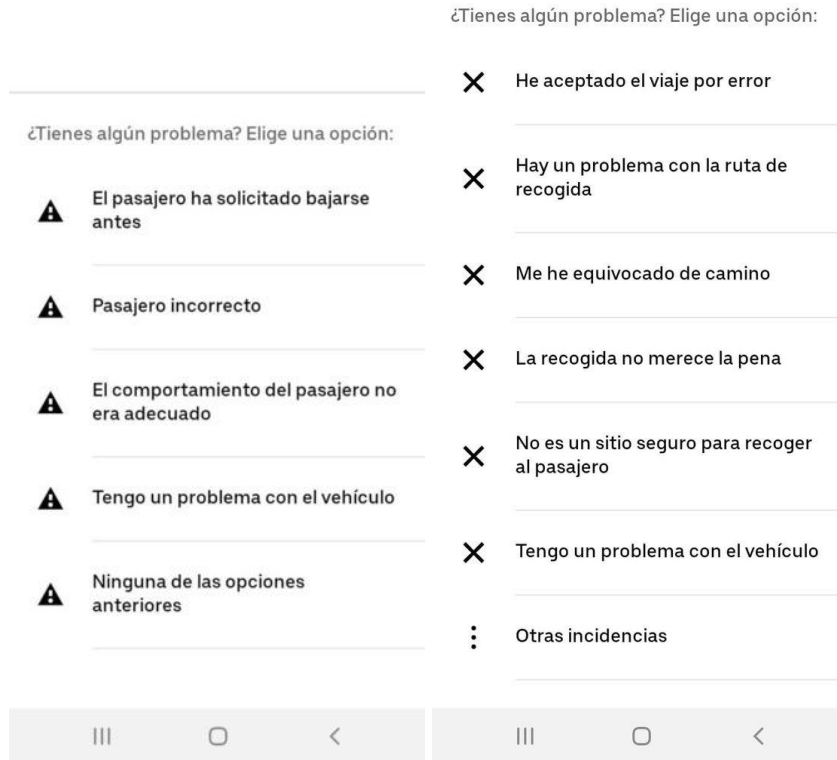 ¿Tienes algún problema? Elige una opción:
El pasajero ha solicitado bajarse
antes
Pasajero incorrecto
El comportamiento del pasajero no
era adecuado
Tengo un problema con el vehículo
Ninguna de las opciones
anteriores
¿Tienes algún problema? Elige una opción:
He aceptado el viaje por error
Hay un problema con la ruta de
recogida
Me he equivocado de camino
La recogida no merece la pena
No es un sitio seguro para recoger
al pasajero
Tengo un problema con el vehículo
Otras incidencias